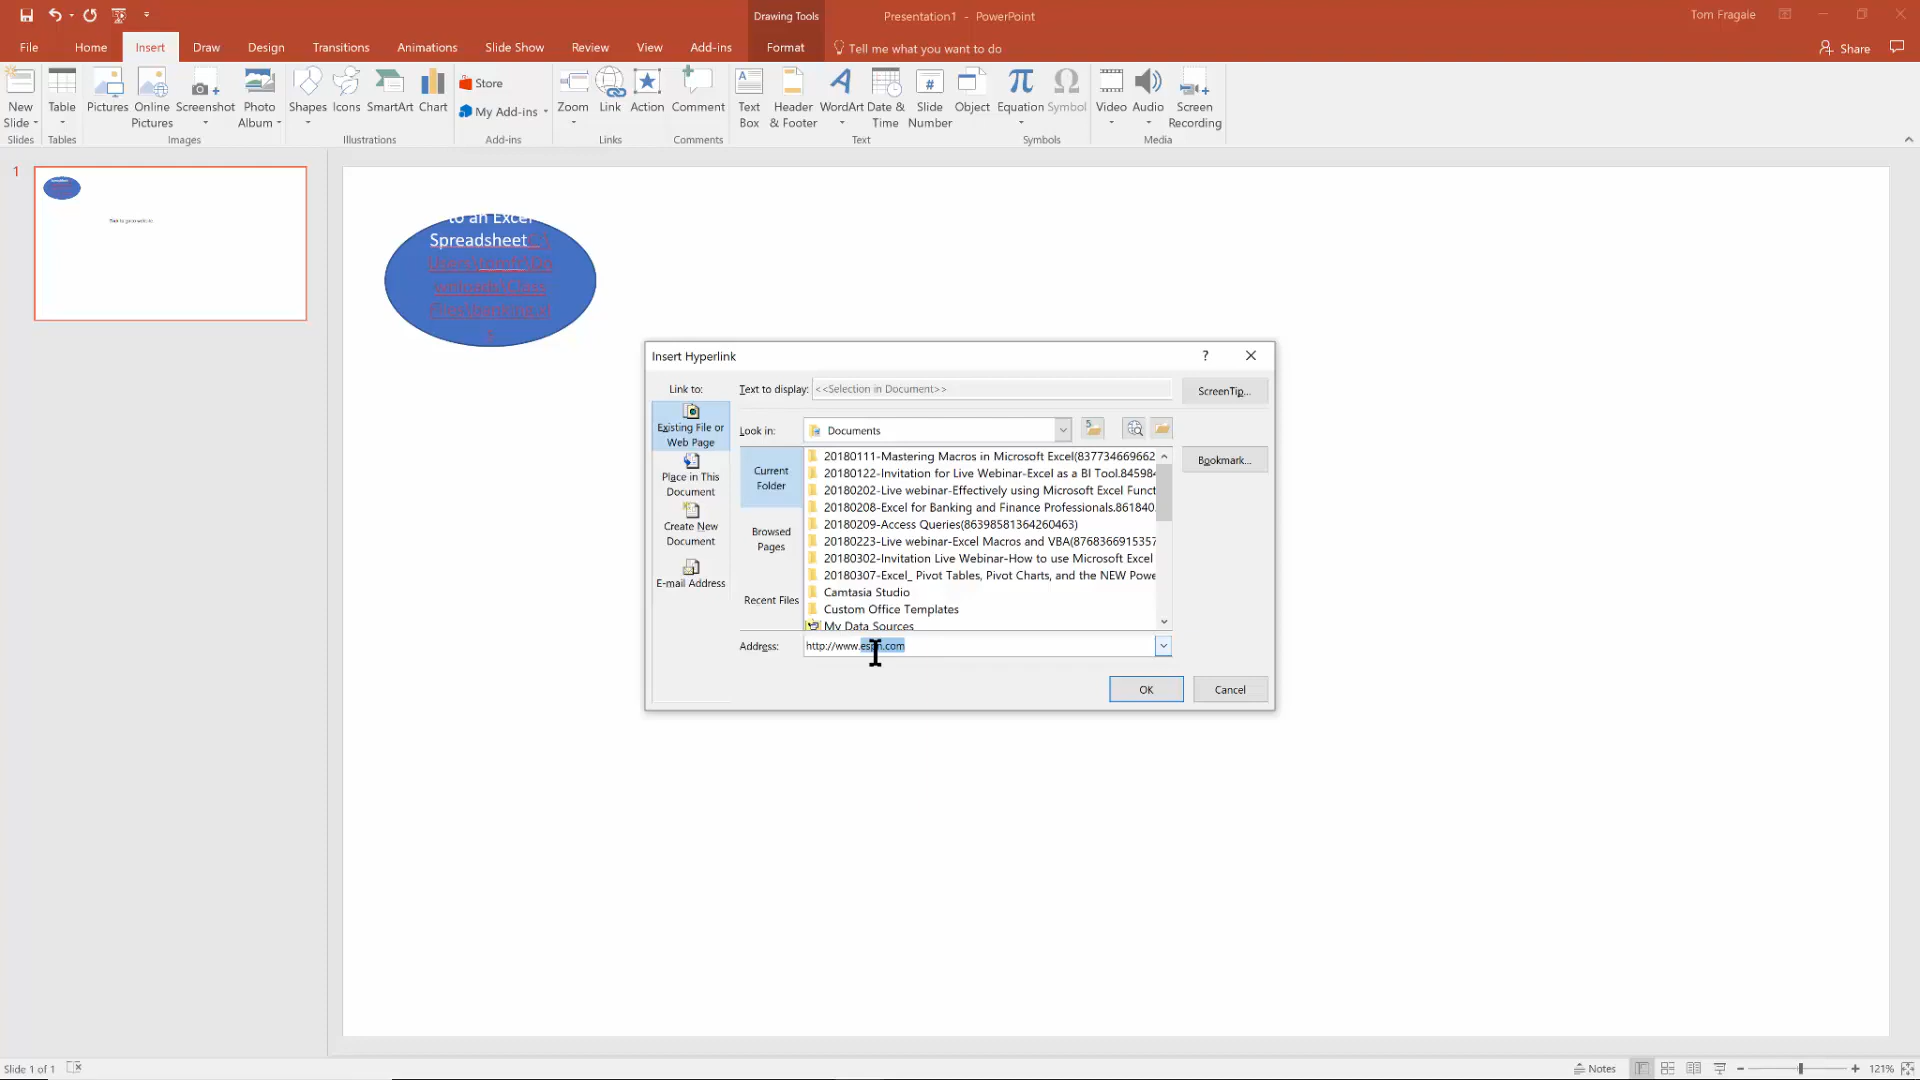 Drawing Tools
Presentation1 - PowerPoint
Tom Fragale
File Home Insert Draw Design Transitions Animations Slide Show Review View Add-ins Format Tell me what you want to do Share
New Slide
Table
Pictures
Online Pictures
Screenshot
Photo Album
Shapes
Icons
SmartArt
Chart
Store
My Add-ins
Zoom
Link
Action
Comment
Text Box
Header & Footer
WordArt
Date & Time
Slide Number
Object
Equation
Symbol
Video
Audio
Screen Recording
Slides Tables Images Illustrations Add-ins Links Comments Text Symbols Media
1
to an Excel
Spreadsheet
Insert Hyperlink
?
Link to:
Text to display: <<Selection in Document>>
ScreenTip...
Existing File or Web Page
Look in: Documents
Bookmark...
Place in This Document
Create New Document
E-mail Address
Current Folder
Browsed Pages
Recent Files
20180111-Mastering Macros in Microsoft Excel(837734669662
20180122-Invitation for Live Webinar-Excel as a BI Tool.84598
20180202-Live webinar-Effectively using Microsoft Excel Funct
20180208-Excel for Banking and Finance Professionals.861840
20180209-Access Queries(86398581364260463)
20180223-Live webinar-Excel Macros and VBA(8768366915357
20180302-Invitation Live Webinar-How to use Microsoft Excel
20180307-Excel_ Pivot Tables, Pivot Charts, and the NEW Powe
Camtasia Studio
Custom Office Templates
My Data Sources
Address: http://www.espn.com
OK
Cancel
Slide 1 of 1
Notes
121%